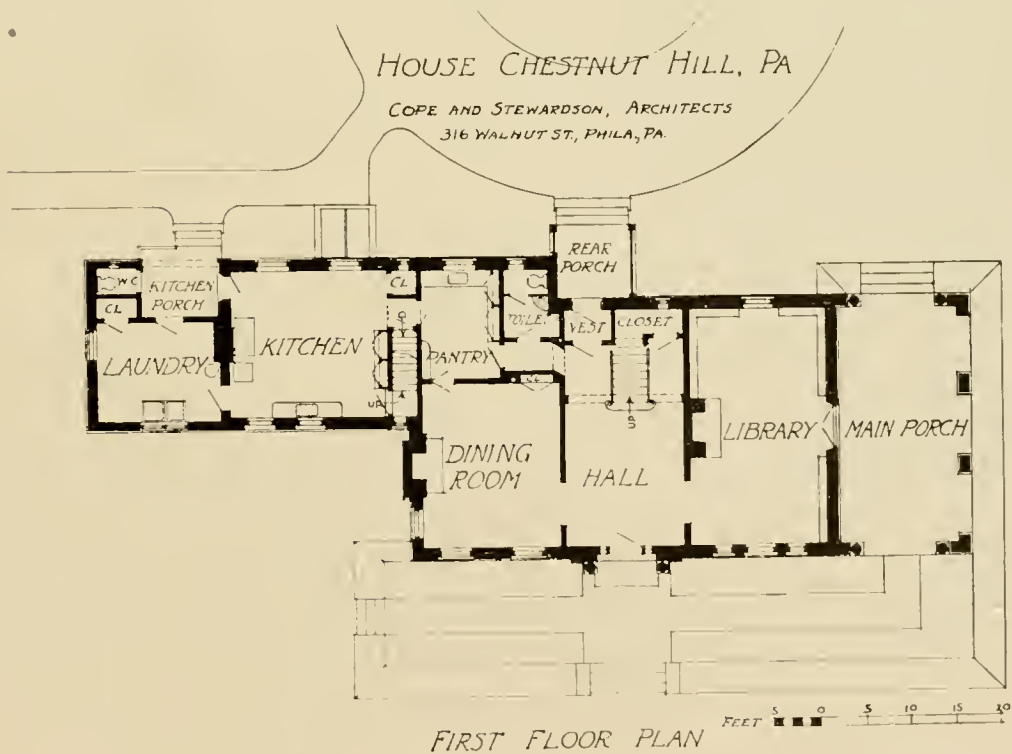 HOUSE CHESTNUT HILL, PA
COPE AND STEWARDSON, ARCHITECTS
316 WALNUT ST., PHILA., PA.
REAR
PORCH
WC
KITCHEN
PORCH
CL
CL
TOILET
VEST
CLOSET
LAUNDRY
KITCHEN
PANTRY
UP
CL
UP
LIBRARY
MAIN PORCH
DINING
ROOM
HALL
FEET 5 0 5 10 15 20
FIRST FLOOR PLAN